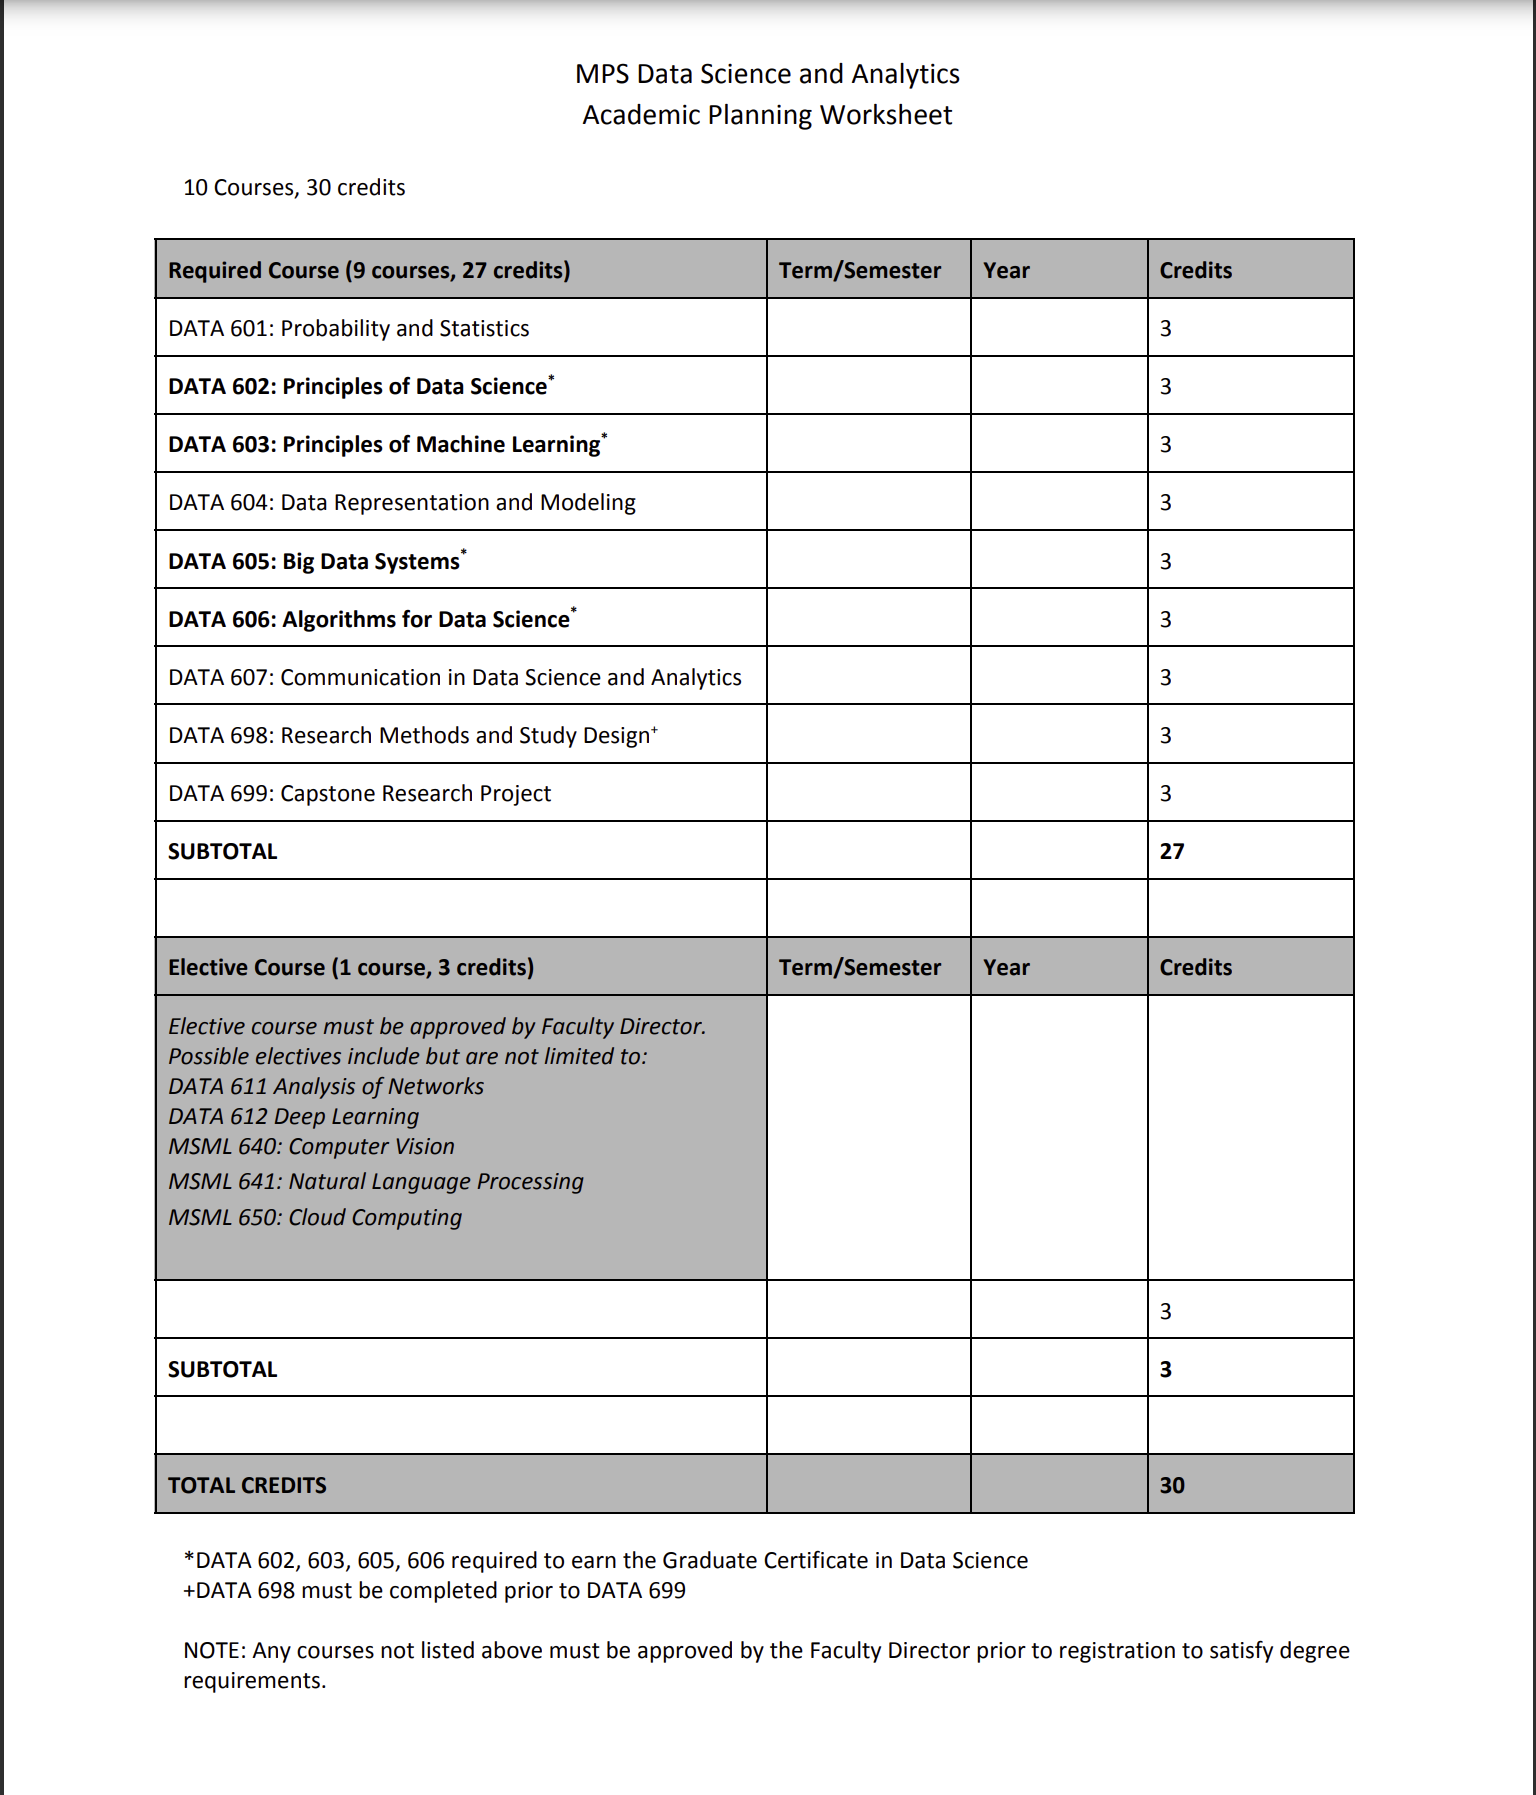 MPS Data Science and Analytics
Academic Planning Worksheet
10 Courses, 30 credits
Required Course (9 courses, 27 credits) Term/Semester Year Credits
DATA 601: Probability and Statistics 3
DATA 602: Principles of Data Science* 3
DATA 603: Principles of Machine Learning* 3
DATA 604: Data Representation and Modeling 3
DATA 605: Big Data Systems* 3
DATA 606: Algorithms for Data Science* 3
DATA 607: Communication in Data Science and Analytics 3
DATA 698: Research Methods and Study Design+ 3
DATA 699: Capstone Research Project 3
SUBTOTAL 27
Elective Course (1 course, 3 credits) Term/Semester Year Credits
Elective course must be approved by Faculty Director.
Possible electives include but are not limited to:
DATA 611 Analysis of Networks
DATA 612 Deep Learning
MSML 640: Computer Vision
MSML 641: Natural Language Processing
MSML 650: Cloud Computing
3
SUBTOTAL 3
TOTAL CREDITS 30
*DATA 602, 603, 605, 606 required to earn the Graduate Certificate in Data Science
+DATA 698 must be completed prior to DATA 699
NOTE: Any courses not listed above must be approved by the Faculty Director prior to registration to satisfy degree
requirements.